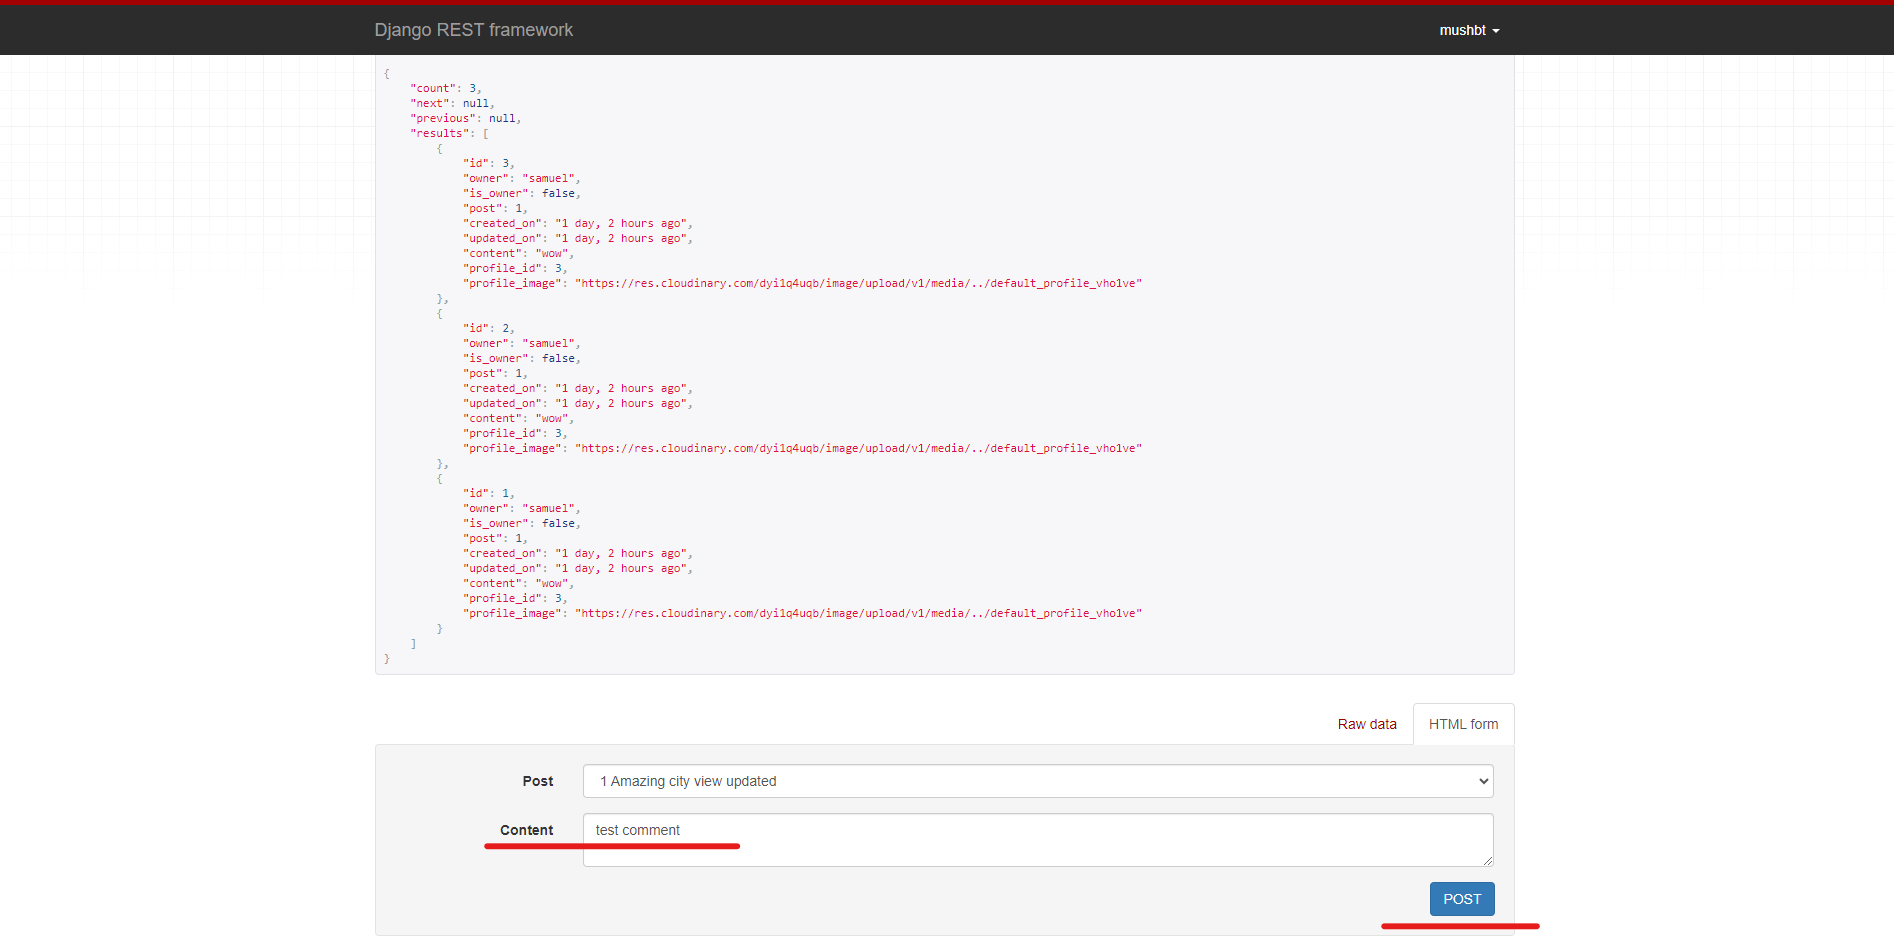 Django REST framework
mushbt
{
    "count": 3,
    "next": null,
    "previous": null,
    "results": [
        {
            "id": 3,
            "owner": "samuel",
            "is_owner": false,
            "post": 1,
            "created_on": "1 day, 2 hours ago",
            "updated_on": "1 day, 2 hours ago",
            "content": "wow",
            "profile_id": 3,
            "profile_image": "https://res.cloudinary.com/dyi1q4uqb/image/upload/v1/media/../default_profile_vho1ve"
        },
        {
            "id": 2,
            "owner": "samuel",
            "is_owner": false,
            "post": 1,
            "created_on": "1 day, 2 hours ago",
            "updated_on": "1 day, 2 hours ago",
            "content": "wow",
            "profile_id": 3,
            "profile_image": "https://res.cloudinary.com/dyi1q4uqb/image/upload/v1/media/../default_profile_vho1ve"
        },
        {
            "id": 1,
            "owner": "samuel",
            "is_owner": false,
            "post": 1,
            "created_on": "1 day, 2 hours ago",
            "updated_on": "1 day, 2 hours ago",
            "content": "wow",
            "profile_id": 3,
            "profile_image": "https://res.cloudinary.com/dyi1q4uqb/image/upload/v1/media/../default_profile_vho1ve"
        }
    ]
}
Raw data
HTML form
Post
1 Amazing city view updated
Content
test comment
POST